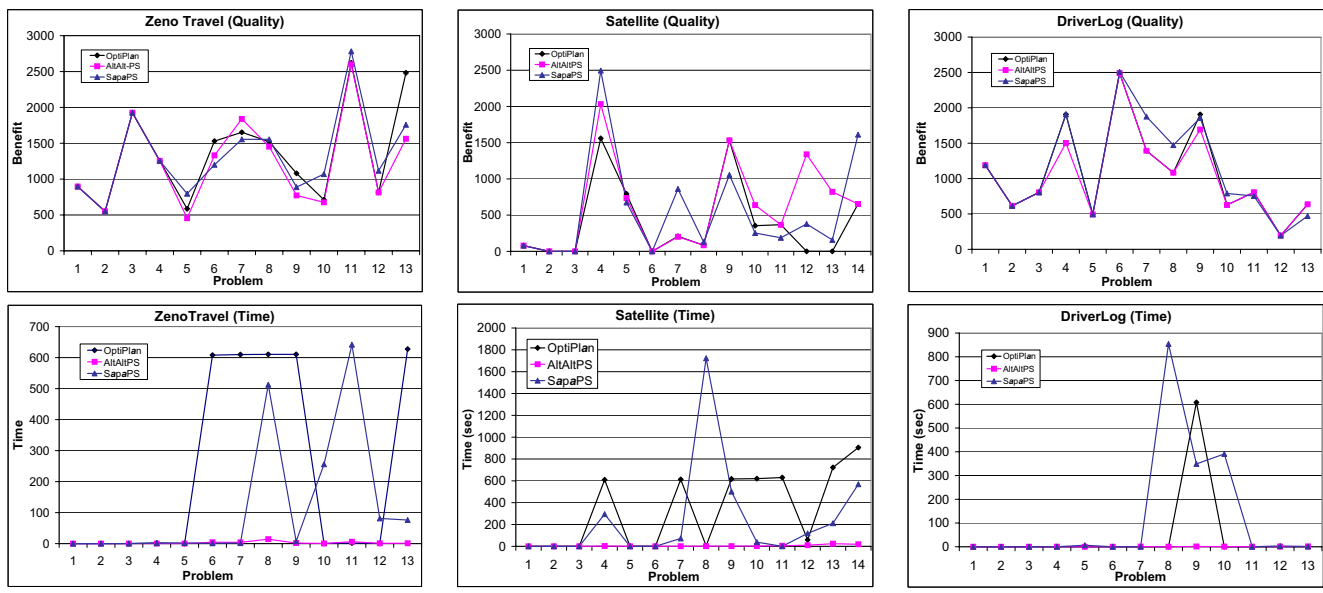 Zeno Travel (Quality)
3000
2500
2000
1500
1000
500
0
Benefit
OptiPlan
AltAlt-PS
SapaPS
1 2 3 4 5 6 7 8 9 10 11 12 13
Problem
Satellite (Quality)
3000
2500
2000
1500
1000
500
0
Benefit
OptiPlan
AltAltPS
SapaPS
1 2 3 4 5 6 7 8 9 10 11 12 13 14
Problem
DriverLog (Quality)
3000
2500
2000
1500
1000
500
0
Benefit
OptiPlan
AltAltPS
SapaPS
1 2 3 4 5 6 7 8 9 10 11 12 13
Problem
ZenoTravel (Time)
700
600
500
400
300
200
100
0
Time
OptiPlan
AltAltPS
SapaPS
1 2 3 4 5 6 7 8 9 10 11 12 13
Problem
Satellite (Time)
2000
1800
1600
1400
1200
1000
800
600
400
200
0
Time (sec)
OptiPlan
AltAltPS
SapaPS
1 2 3 4 5 6 7 8 9 10 11 12 13 14
Problem
DriverLog (Time)
900
800
700
600
500
400
300
200
100
0
Time (sec)
OptiPlan
AltAltPS
SapaPS
1 2 3 4 5 6 7 8 9 10 11 12 13
Problem